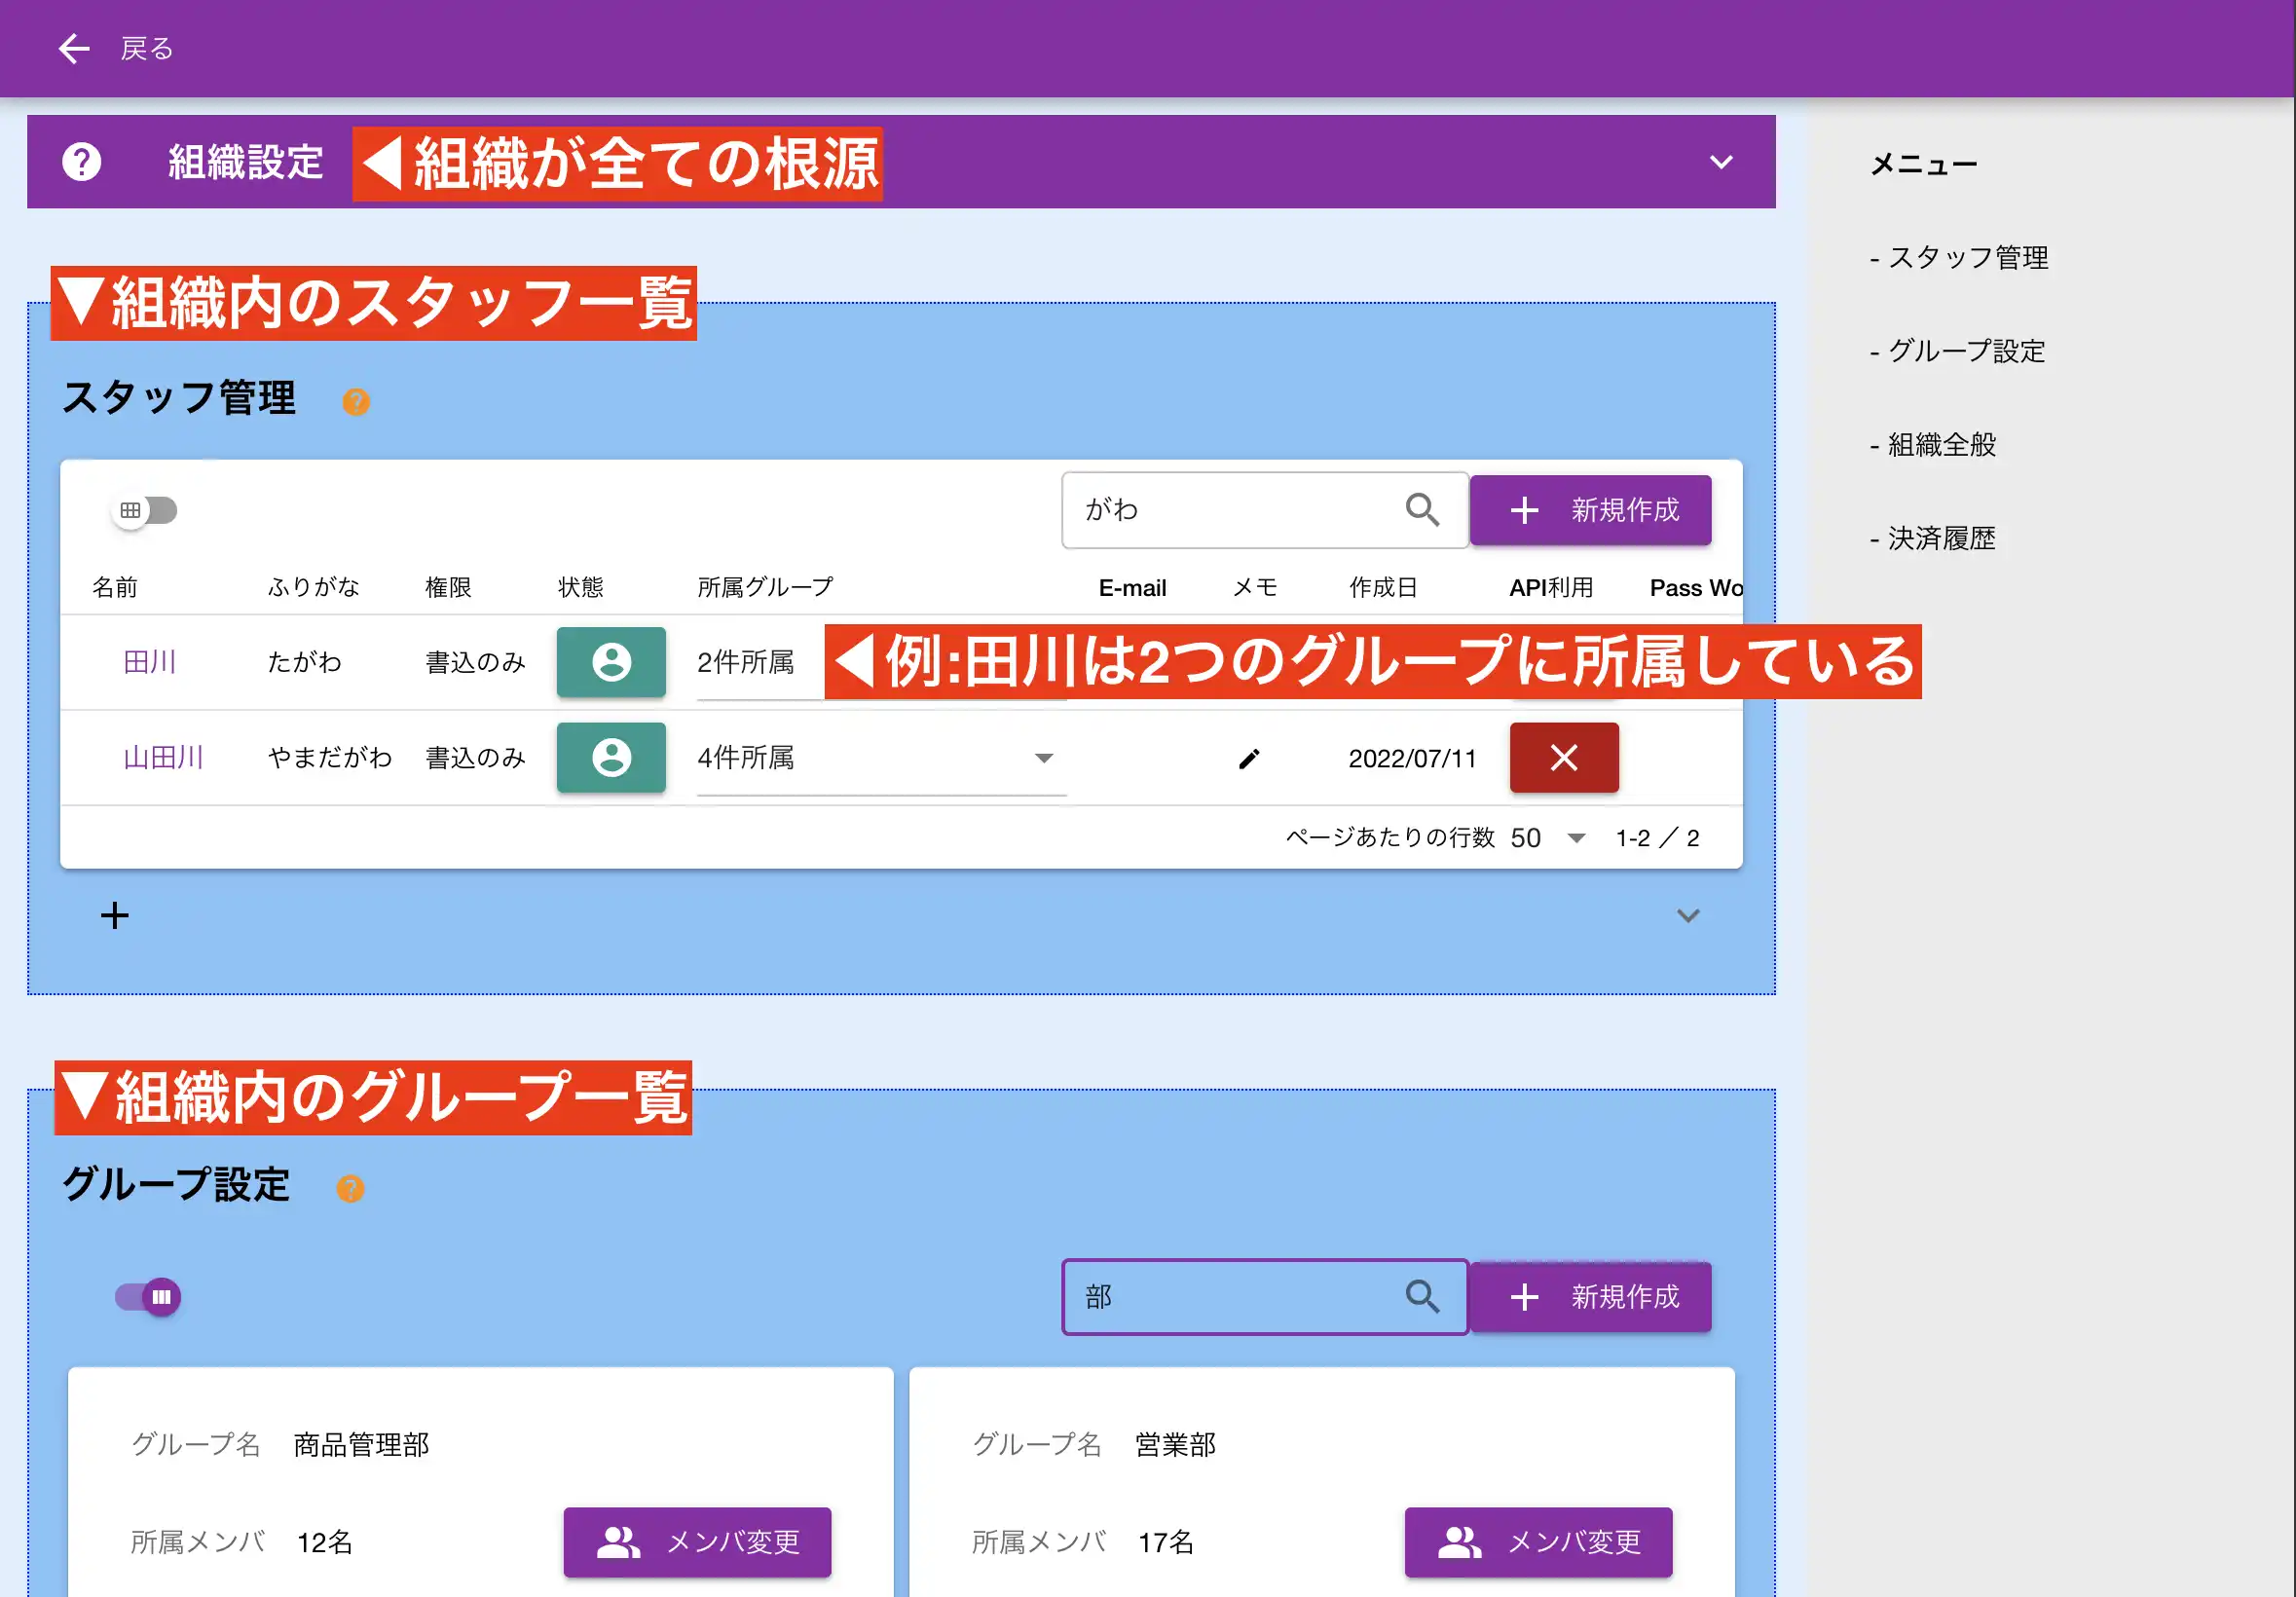 戻る
組織設定 ◀組織が全ての根源
メニュー
- スタッフ管理
- グループ設定
- 組織全般
- 決済履歴
▼組織内のスタッフ一覧
スタッフ管理
がわ
新規作成
名前 ふりがな 権限 状態 所属グループ E-mail メモ 作成日 API利用 Pass Wo
田川 たがわ 書込のみ 2件所属 ◀例:田川は2つのグループに所属している
山田川 やまだがわ 書込のみ 4件所属 2022/07/11
ページあたりの行数 50 1-2 ／ 2
▼組織内のグループ一覧
グループ設定
部
新規作成
グループ名 商品管理部
所属メンバ 12名 メンバ変更
グループ名 営業部
所属メンバ 17名 メンバ変更